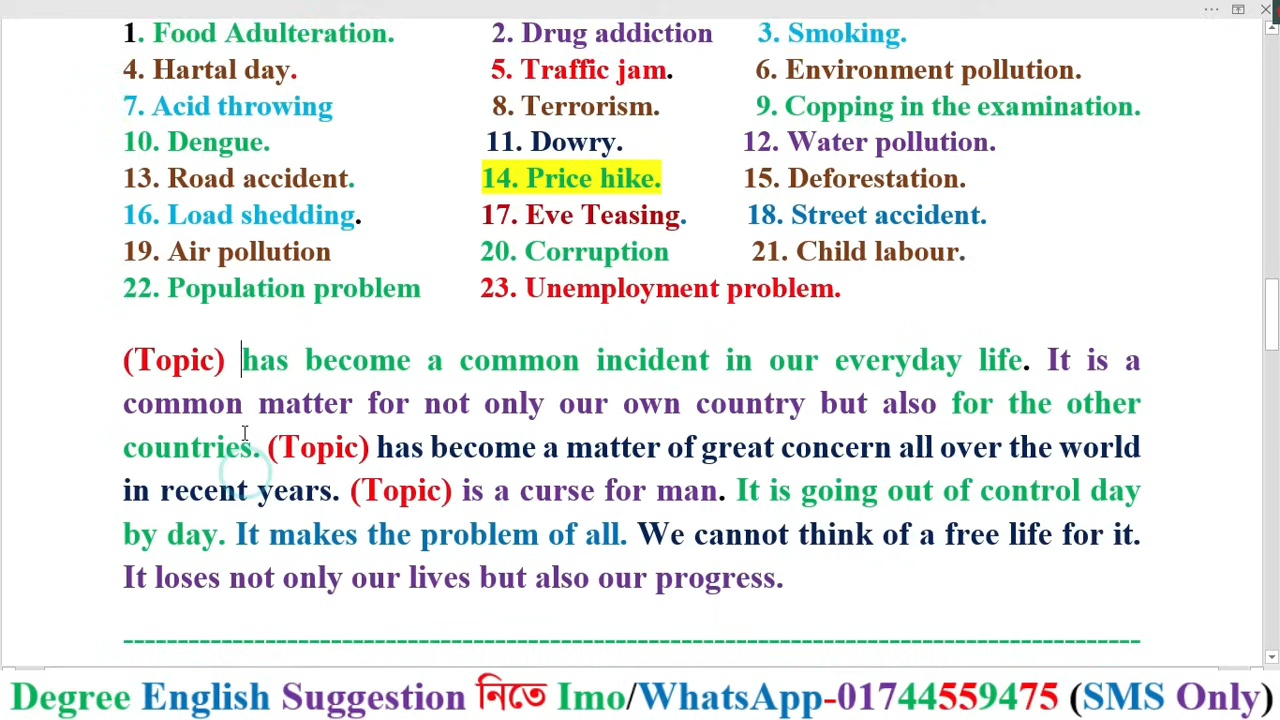 1. Food Adulteration. 2. Drug addiction 3. Smoking.
4. Hartal day. 5. Traffic jam. 6. Environment pollution.
7. Acid throwing 8. Terrorism. 9. Copping in the examination.
10. Dengue. 11. Dowry. 12. Water pollution.
13. Road accident. 14. Price hike. 15. Deforestation.
16. Load shedding. 17. Eve Teasing. 18. Street accident.
19. Air pollution 20. Corruption 21. Child labour.
22. Population problem 23. Unemployment problem.
(Topic) has become a common incident in our everyday life. It is a
common matter for not only our own country but also for the other
countries. (Topic) has become a matter of great concern all over the world
in recent years. (Topic) is a curse for man. It is going out of control day
by day. It makes the problem of all. We cannot think of a free life for it.
It loses not only our lives but also our progress.
Degree English Suggestion নিতে Imo/WhatsApp-01744559475 (SMS Only)